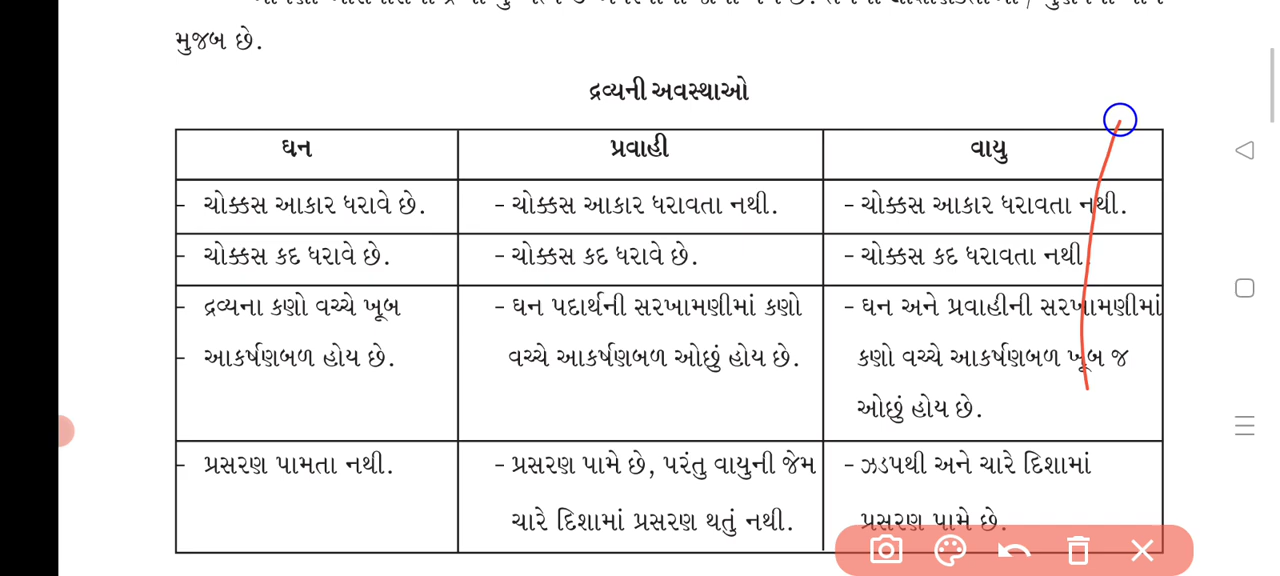 મુજબ છે.
દ્રવ્યની અવસ્થાઓ
ઘન
પ્રવાહી
વાયુ
- ચોક્કસ આકાર ધરાવે છે.
- ચોક્કસ આકાર ધરાવતા નથી.
- ચોક્કસ આકાર ધરાવતા નથી.
- ચોક્કસ કદ ધરાવે છે.
- ચોક્કસ કદ ધરાવે છે.
- ચોક્કસ કદ ધરાવતા નથી.
- દ્રવ્યના કણો વચ્ચે ખૂબ
- આકર્ષણબળ હોય છે.
- ઘન પદાર્થની સરખામણીમાં કણો
વચ્ચે આકર્ષણબળ ઓછું હોય છે.
- ઘન અને પ્રવાહીની સરખામણીમાં
કણો વચ્ચે આકર્ષણબળ ખૂબ જ
ઓછું હોય છે.
- પ્રસરણ પામતા નથી.
- પ્રસરણ પામે છે, પરંતુ વાયુની જેમ
ચારે દિશામાં પ્રસરણ થતું નથી.
- ઝડપથી અને ચારે દિશામાં
પ્રસરણ પામે છે.